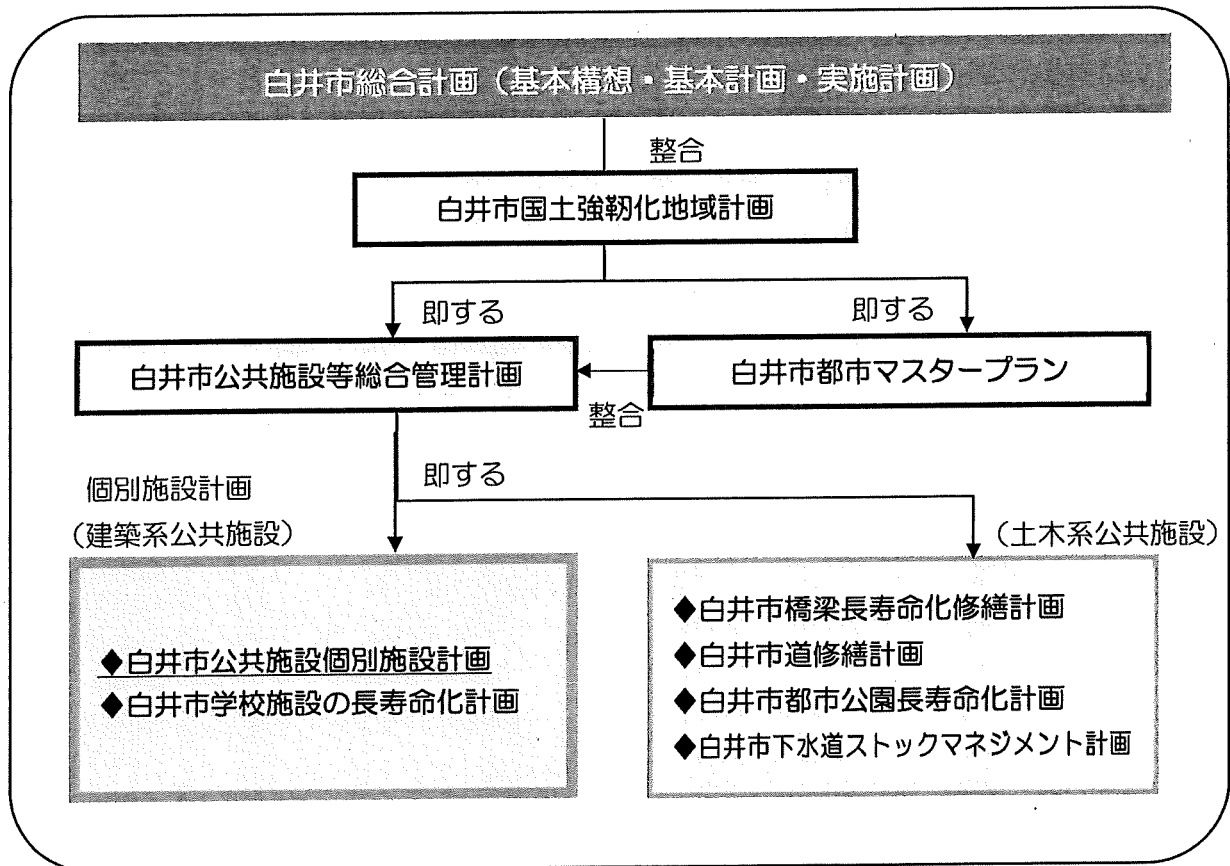 白井市総合計画（基本構想・基本計画・実施計画）
整合
白井市国土強靭化地域計画
即する
即する
白井市公共施設等総合管理計画
白井市都市マスタープラン
整合
即する
個別施設計画
（建築系公共施設）
（土木系公共施設）
◆白井市公共施設個別施設計画
◆白井市学校施設の長寿命化計画
◆白井市橋梁長寿命化修繕計画
◆白井市道修繕計画
◆白井市都市公園長寿命化計画
◆白井市下水道ストックマネジメント計画